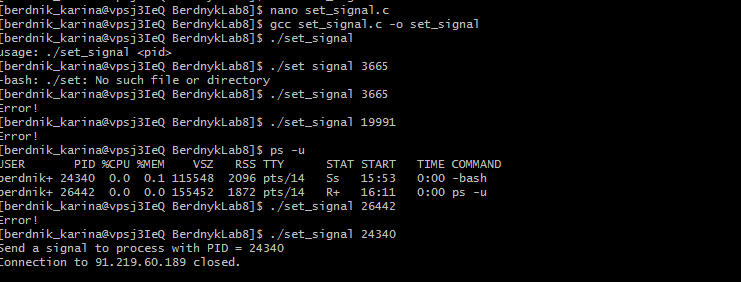 [berdnik_karina@vpsj3IeQ BerdnykLab8]$ nano set_signal.c
[berdnik_karina@vpsj3IeQ BerdnykLab8]$ gcc set_signal.c -o set_signal
[berdnik_karina@vpsj3IeQ BerdnykLab8]$ ./set_signal
usage: ./set_signal <pid>
[berdnik_karina@vpsj3IeQ BerdnykLab8]$ ./set signal 3665
-bash: ./set: No such file or directory
[berdnik_karina@vpsj3IeQ BerdnykLab8]$ ./set_signal 3665
Error!
[berdnik_karina@vpsj3IeQ BerdnykLab8]$ ./set_signal 19991
Error!
[berdnik_karina@vpsj3IeQ BerdnykLab8]$ ps -u
USER       PID %CPU %MEM    VSZ   RSS TTY      STAT START   TIME COMMAND
berdnik+ 24340  0.0  0.1 115548  2096 pts/14   Ss   15:53   0:00 -bash
berdnik+ 26442  0.0  0.0 155452  1872 pts/14   R+   16:11   0:00 ps -u
[berdnik_karina@vpsj3IeQ BerdnykLab8]$ ./set_signal 26442
Error!
[berdnik_karina@vpsj3IeQ BerdnykLab8]$ ./set_signal 24340
Send a signal to process with PID = 24340
Connection to 91.219.60.189 closed.